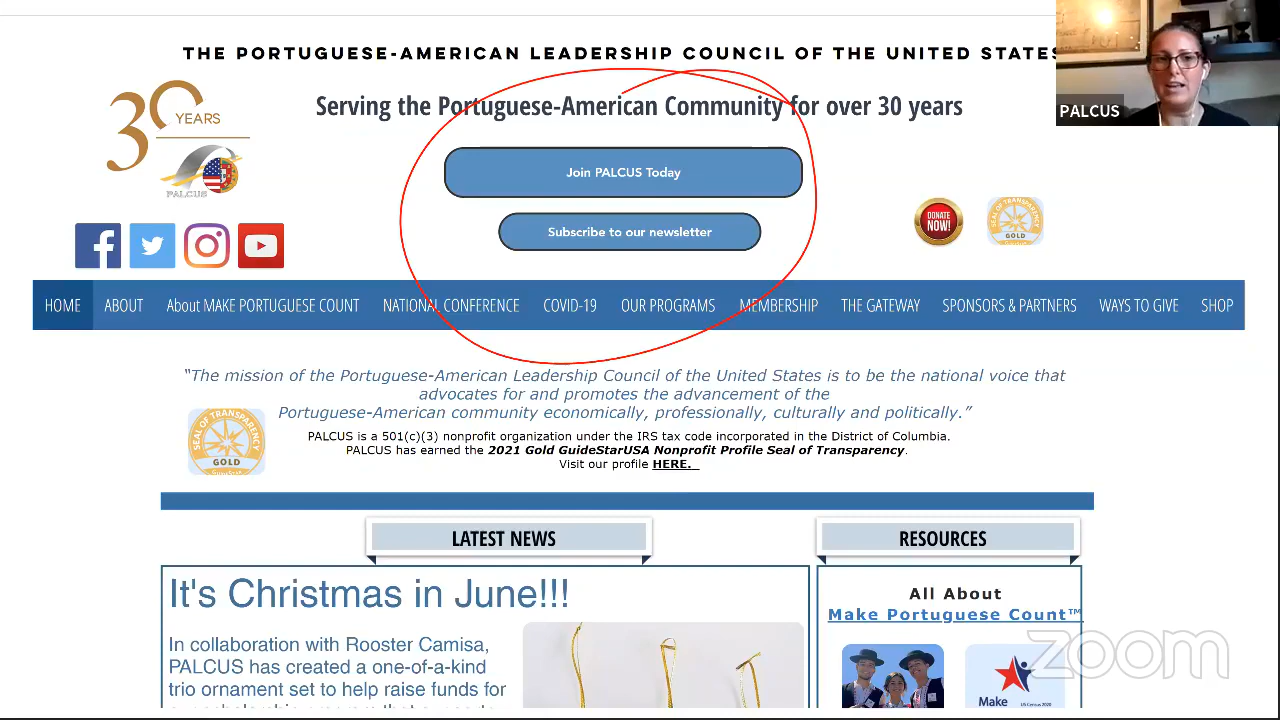 THE PORTUGUESE-AMERICAN LEADERSHIP COUNCIL OF THE UNITED STATES
Serving the Portuguese-American Community for over 30 years
30 YEARS
PALCUS
PALCUS
Join PALCUS Today
Subscribe to our newsletter
DONATE NOW!
SEAL OF TRANSPARENCY
GOLD
HOME ABOUT About MAKE PORTUGUESE COUNT NATIONAL CONFERENCE COVID-19 OUR PROGRAMS MEMBERSHIP THE GATEWAY SPONSORS & PARTNERS WAYS TO GIVE SHOP
“The mission of the Portuguese-American Leadership Council of the United States is to be the national voice that
advocates for and promotes the advancement of the
Portuguese-American community economically, professionally, culturally and politically.”
SEAL OF TRANSPARENCY
GOLD
PALCUS is a 501(c)(3) nonprofit organization under the IRS tax code incorporated in the District of Columbia.
PALCUS has earned the 2021 Gold GuideStarUSA Nonprofit Profile Seal of Transparency.
Visit our profile HERE.
LATEST NEWS
RESOURCES
It's Christmas in June!!!
In collaboration with Rooster Camisa,
PALCUS has created a one-of-a-kind
trio ornament set to help raise funds for
All About
Make Portuguese Count™
Make
US Census 2020
zoom